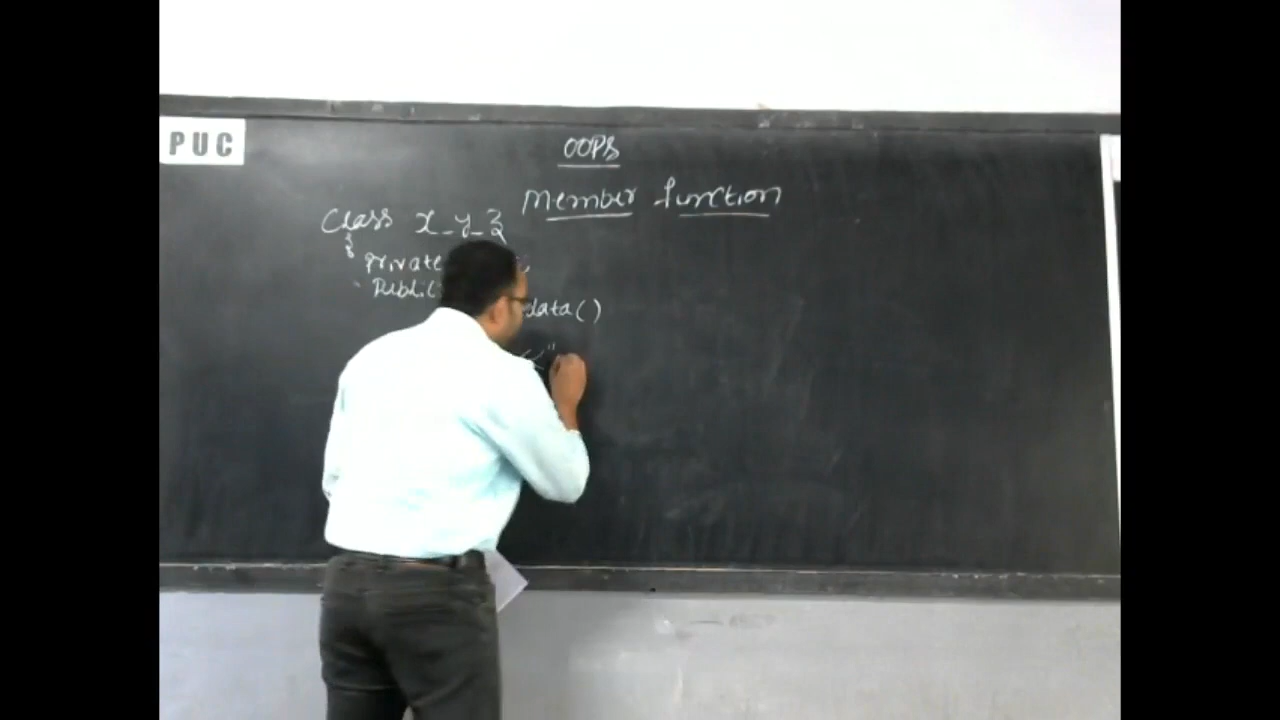 PUC
OOPS
Member function
Class x_y_z
{
Private
Public
data()
<"